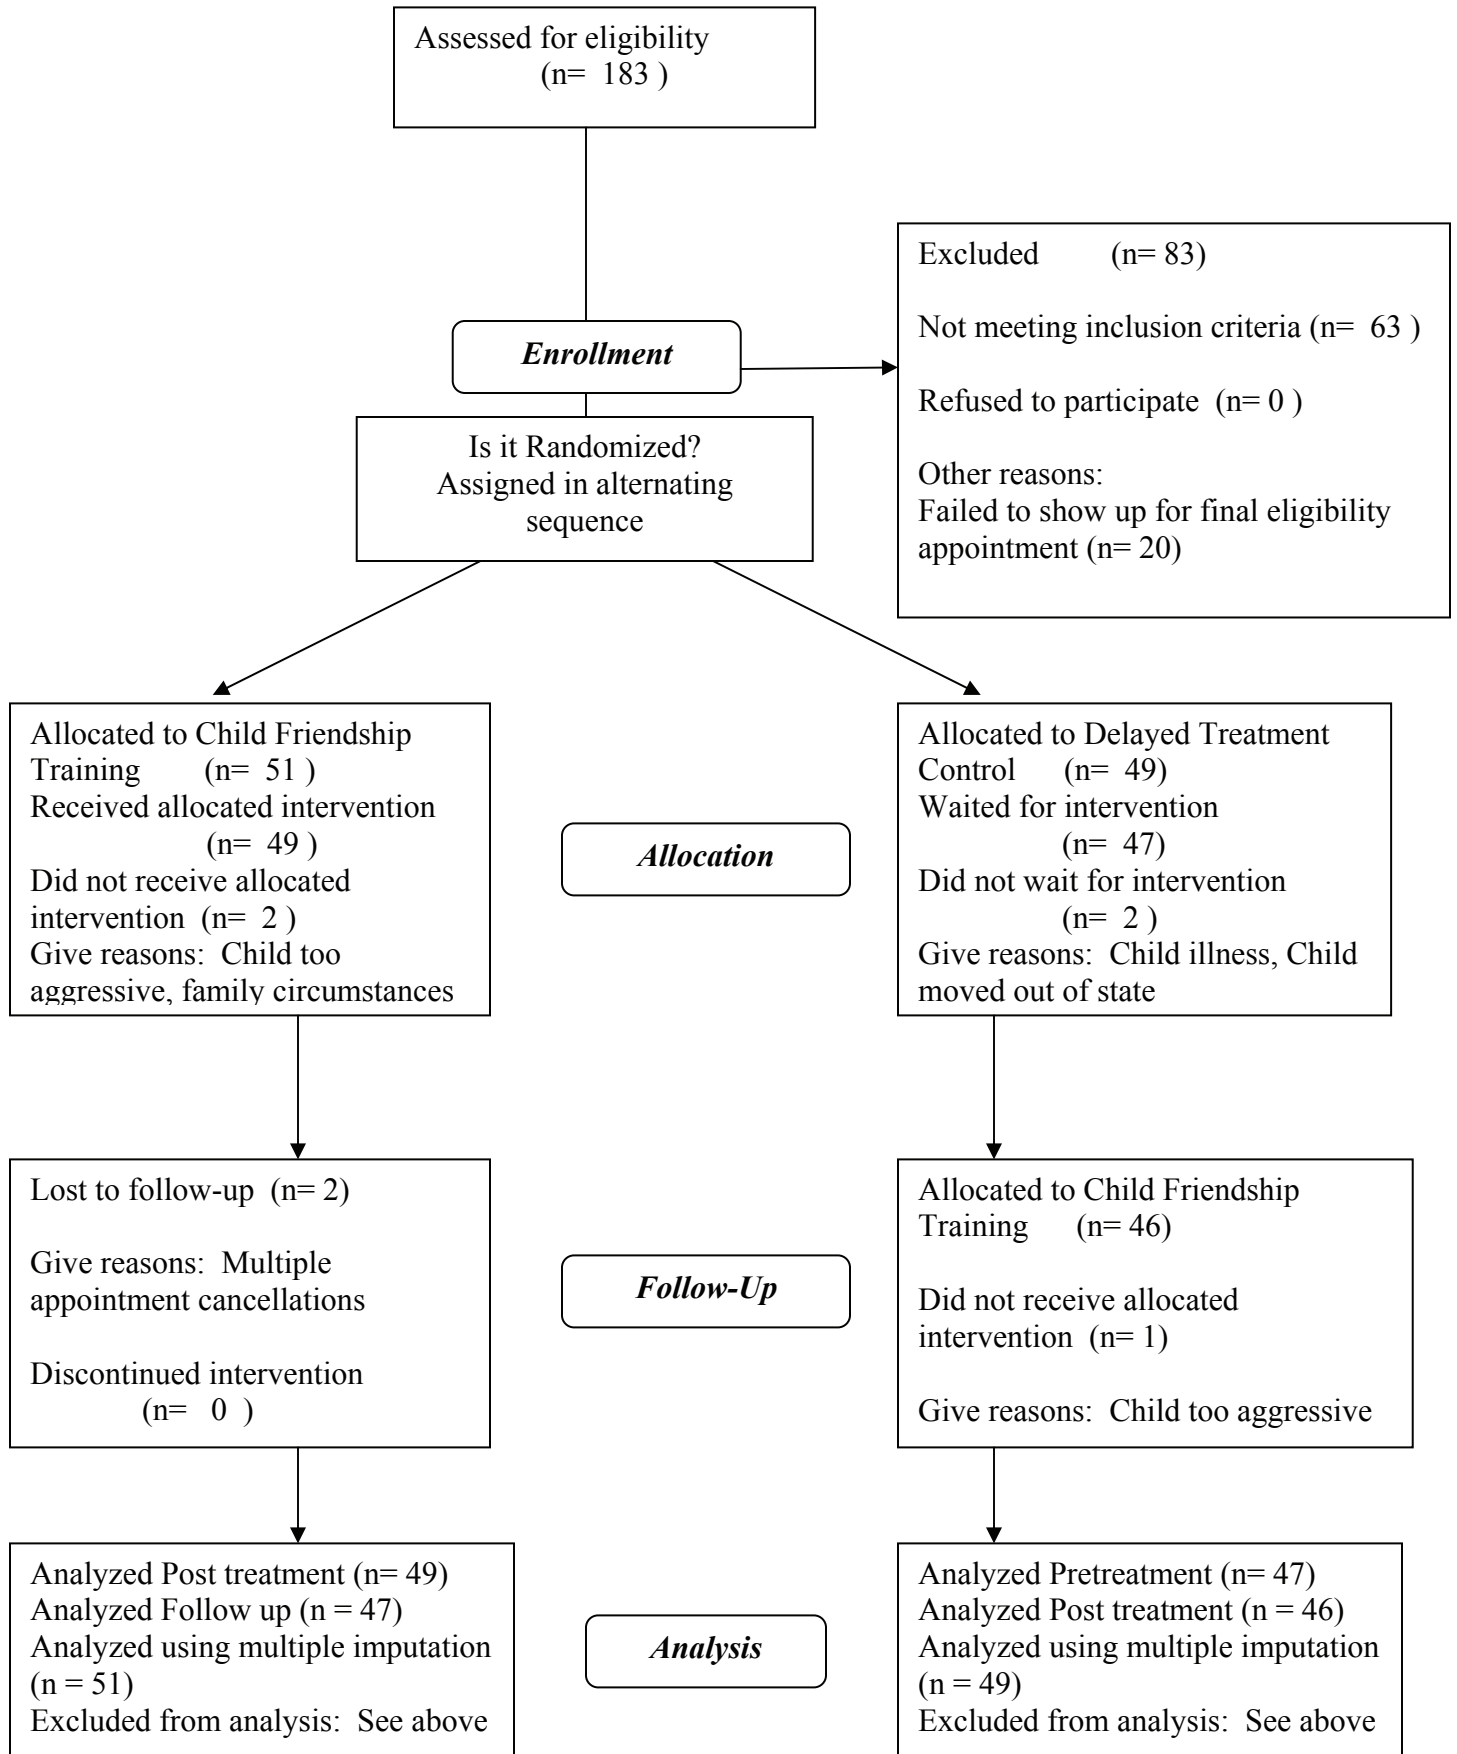 Assessed for eligibility
(n=  183 )
Excluded (n= 83)
Not meeting inclusion criteria (n=  63 )
Refused to participate  (n= 0 )
Other reasons:
Failed to show up for final eligibility
appointment (n= 20)
Enrollment
Is it Randomized?
Assigned in alternating
sequence
Allocated to Child Friendship
Training (n=  51 )
Received allocated intervention
(n=  49 )
Did not receive allocated
intervention  (n=  2 )
Give reasons:  Child too
aggressive, family circumstances
Allocation
Allocated to Delayed Treatment
Control (n=  49)
Waited for intervention
(n=  47)
Did not wait for intervention
(n=  2 )
Give reasons:  Child illness, Child
moved out of state
Lost to follow-up  (n= 2)
Give reasons:  Multiple
appointment cancellations
Discontinued intervention
(n=   0  )
Follow-Up
Allocated to Child Friendship
Training (n= 46)
Did not receive allocated
intervention  (n= 1)
Give reasons:  Child too aggressive
Analyzed Post treatment (n= 49)
Analyzed Follow up (n = 47)
Analyzed using multiple imputation
(n = 51)
Excluded from analysis:  See above
Analysis
Analyzed Pretreatment (n= 47)
Analyzed Post treatment (n = 46)
Analyzed using multiple imputation
(n = 49)
Excluded from analysis:  See above